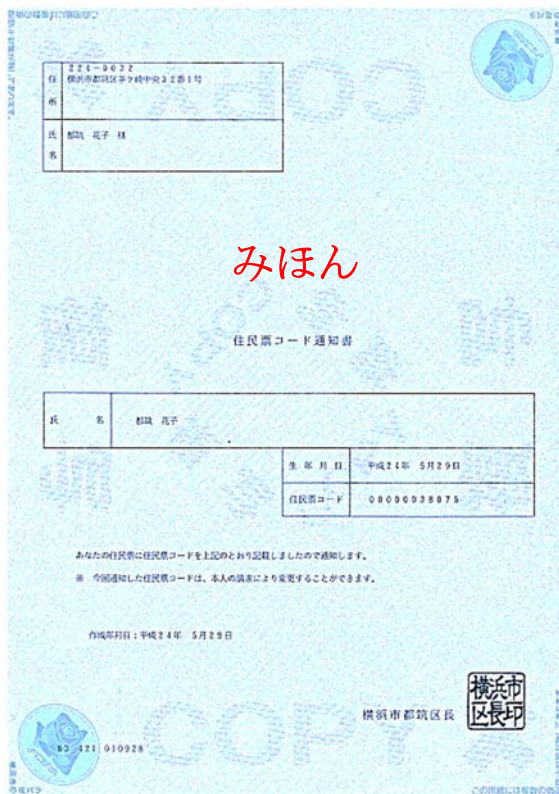 住所
224-0032
横浜市都筑区茅ケ崎中央32番1号
氏名
都筑 花子 様
みほん
COPY
住民票コード通知書
氏 名
都筑 花子
生年月日
平成24年 5月29日
住民票コード
00000038075
あなたの住民票に住民票コードを上記のとおり記載しましたので通知します。
※ 今回通知した住民票コードは、本人の請求により変更することができます。
作成年月日:平成24年 5月29日
横浜市都筑区長
横浜市
区長印
COPY
010928